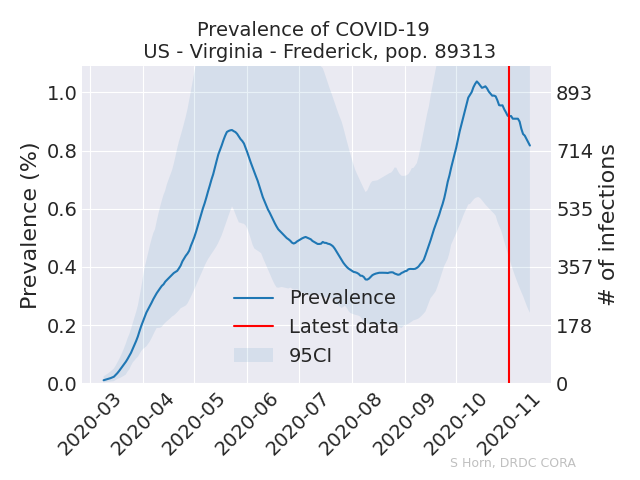 Prevalence of COVID-19
US - Virginia - Frederick, pop. 89313
Prevalence (%)
1.0
0.8
0.6
0.4
0.2
0.0
893
714
535
357
178
0
# of infections
Prevalence
Latest data
95CI
2020-03
2020-04
2020-05
2020-06
2020-07
2020-08
2020-09
2020-10
2020-11
S Horn, DRDC CORA